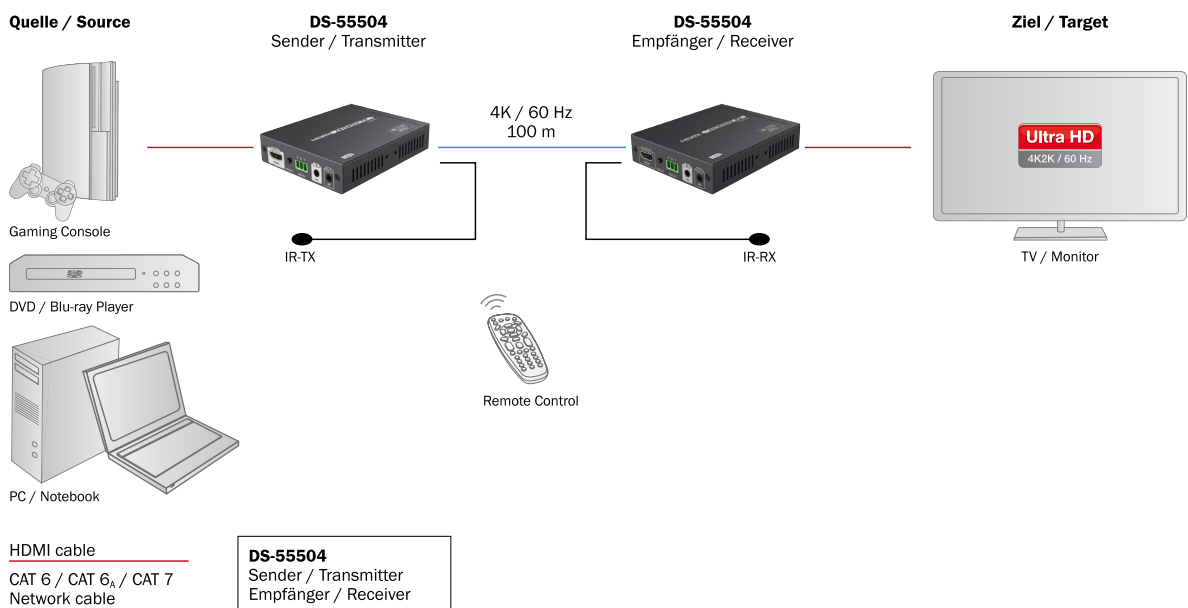 Quelle / Source
DS-55504
Sender / Transmitter
DS-55504
Empfänger / Receiver
Ziel / Target
4K / 60 Hz
100 m
Ultra HD
4K2K / 60 Hz
Gaming Console
IR-TX
IR-RX
TV / Monitor
DVD / Blu-ray Player
Remote Control
PC / Notebook
HDMI cable
CAT 6 / CAT 6A / CAT 7
Network cable
DS-55504
Sender / Transmitter
Empfänger / Receiver